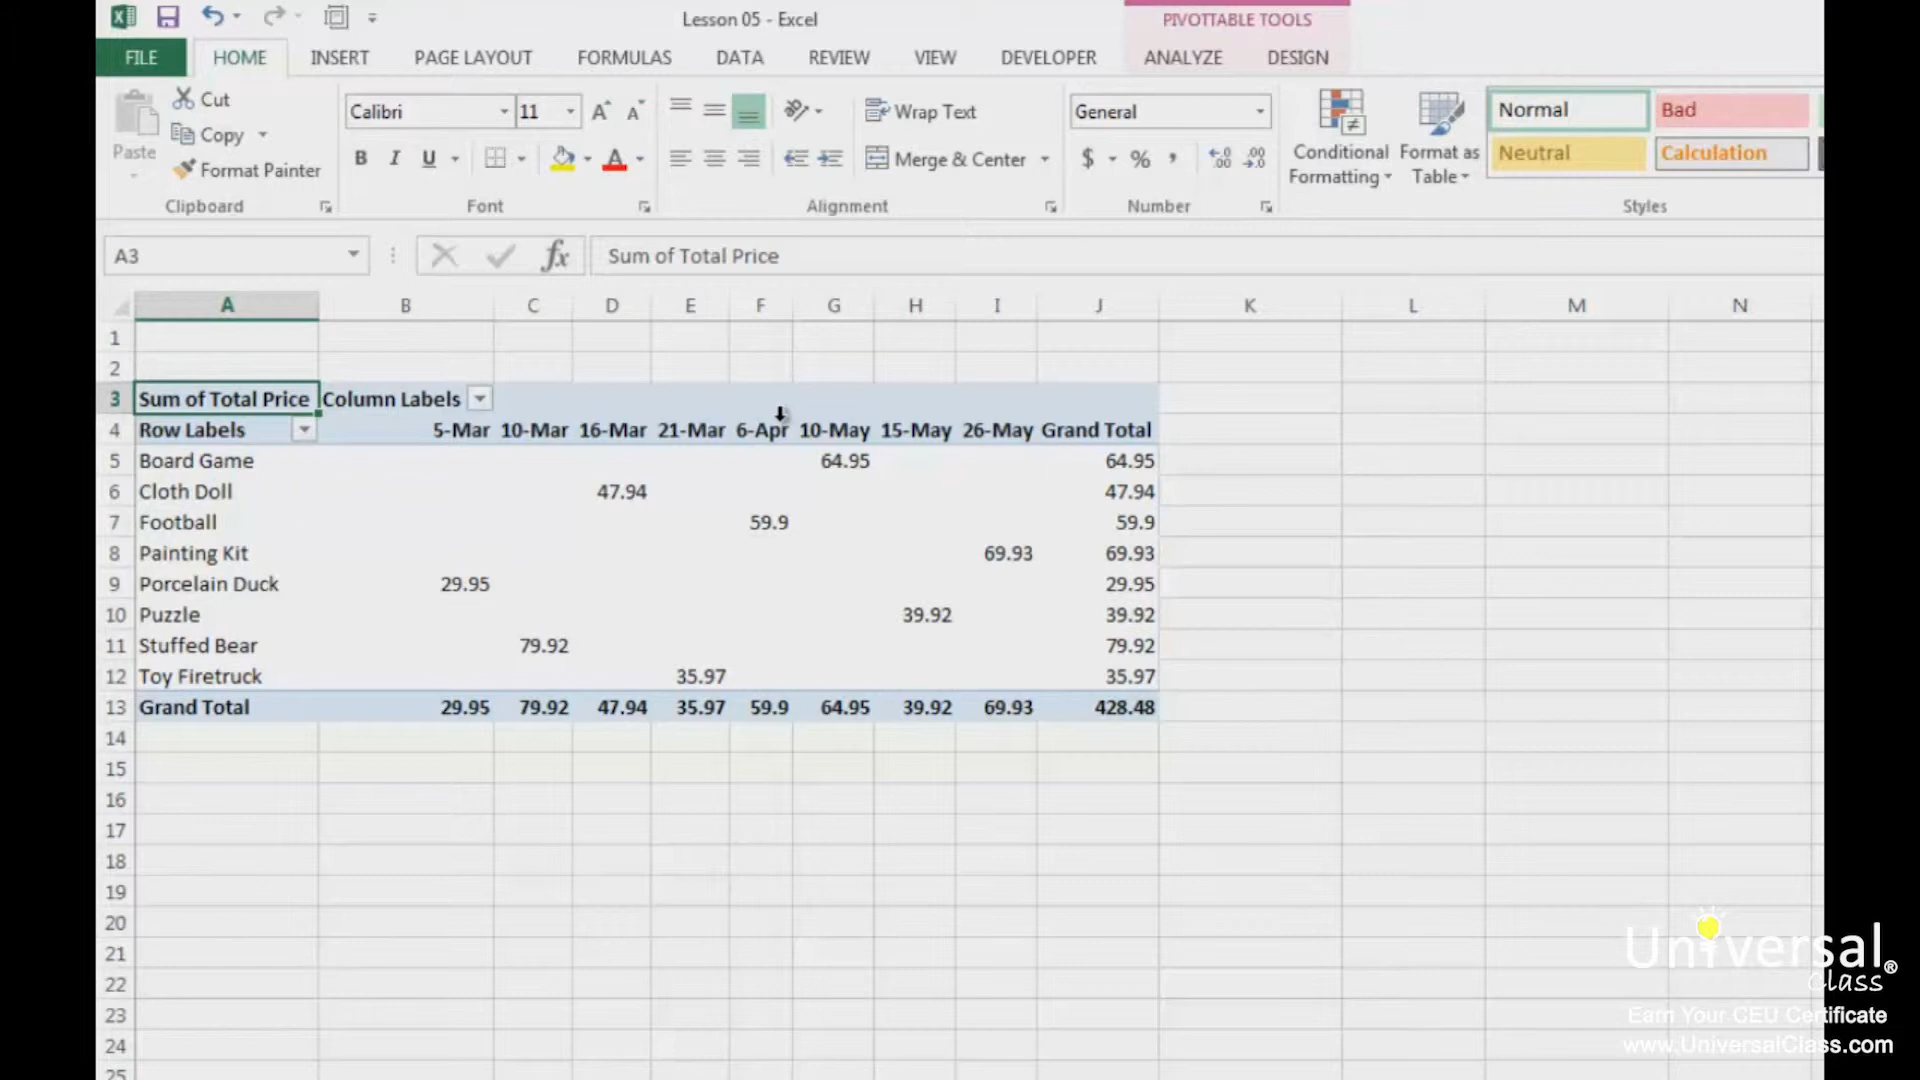 Lesson 05 - Excel
PIVOTTABLE TOOLS
FILE HOME INSERT PAGE LAYOUT FORMULAS DATA REVIEW VIEW DEVELOPER ANALYZE DESIGN
Paste
Cut
Copy
Format Painter
Clipboard
Calibri 11
B I U A
Font
Wrap Text
Merge & Center
Alignment
General
$ % ,
Number
Conditional Formatting
Format as Table
Normal Bad
Neutral Calculation
Styles
A3 fx Sum of Total Price
A B C D E F G H I J K L M N
1
2
3 Sum of Total Price Column Labels
4 Row Labels 5-Mar 10-Mar 16-Mar 21-Mar 6-Apr 10-May 15-May 26-May Grand Total
5 Board Game 64.95 64.95
6 Cloth Doll 47.94 47.94
7 Football 59.9 59.9
8 Painting Kit 69.93 69.93
9 Porcelain Duck 29.95 29.95
10 Puzzle 39.92 39.92
11 Stuffed Bear 79.92 79.92
12 Toy Firetruck 35.97 35.97
13 Grand Total 29.95 79.92 47.94 35.97 59.9 64.95 39.92 69.93 428.48
14
15
16
17
18
19
20
21
22
23
24
25
Universal
Class
Earn Your CEU Certificate
www.UniversalClass.com